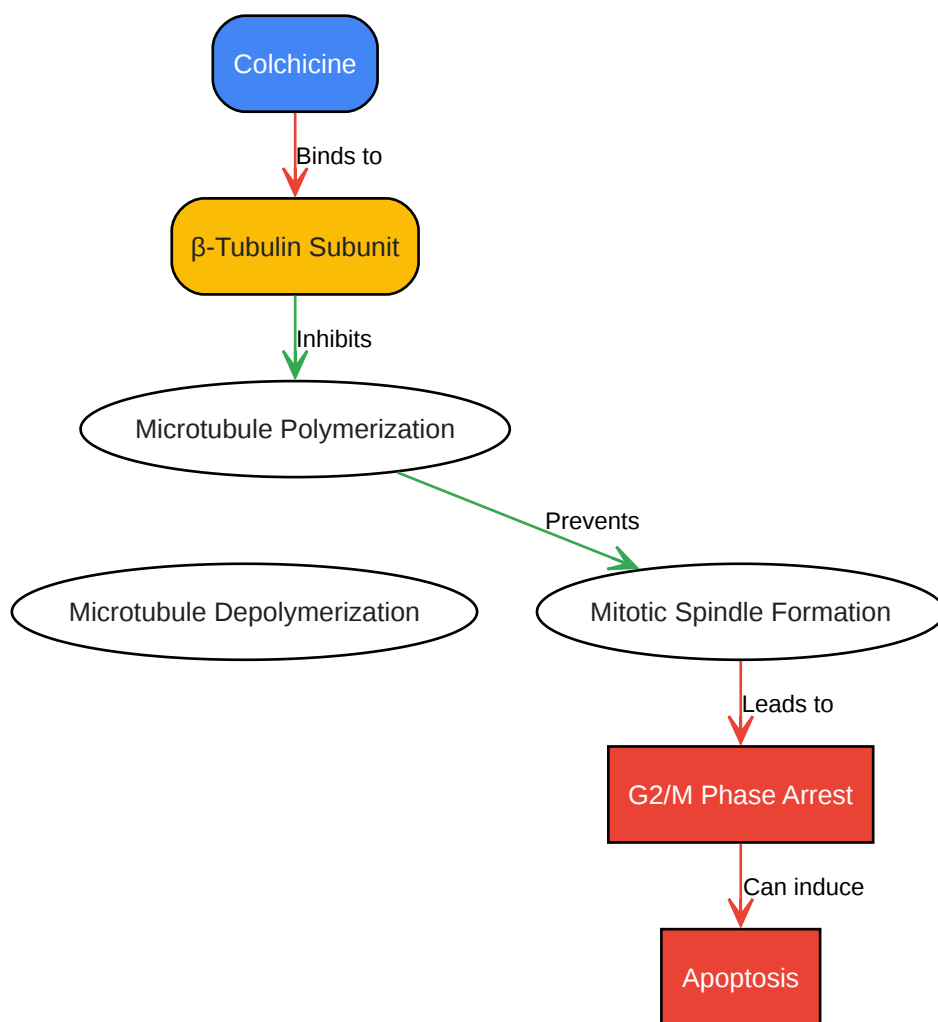 Colchicine
Binds to
β-Tubulin Subunit
Inhibits
Microtubule Polymerization
Prevents
Microtubule Depolymerization
Mitotic Spindle Formation
Leads to
G2/M Phase Arrest
Can induce
Apoptosis